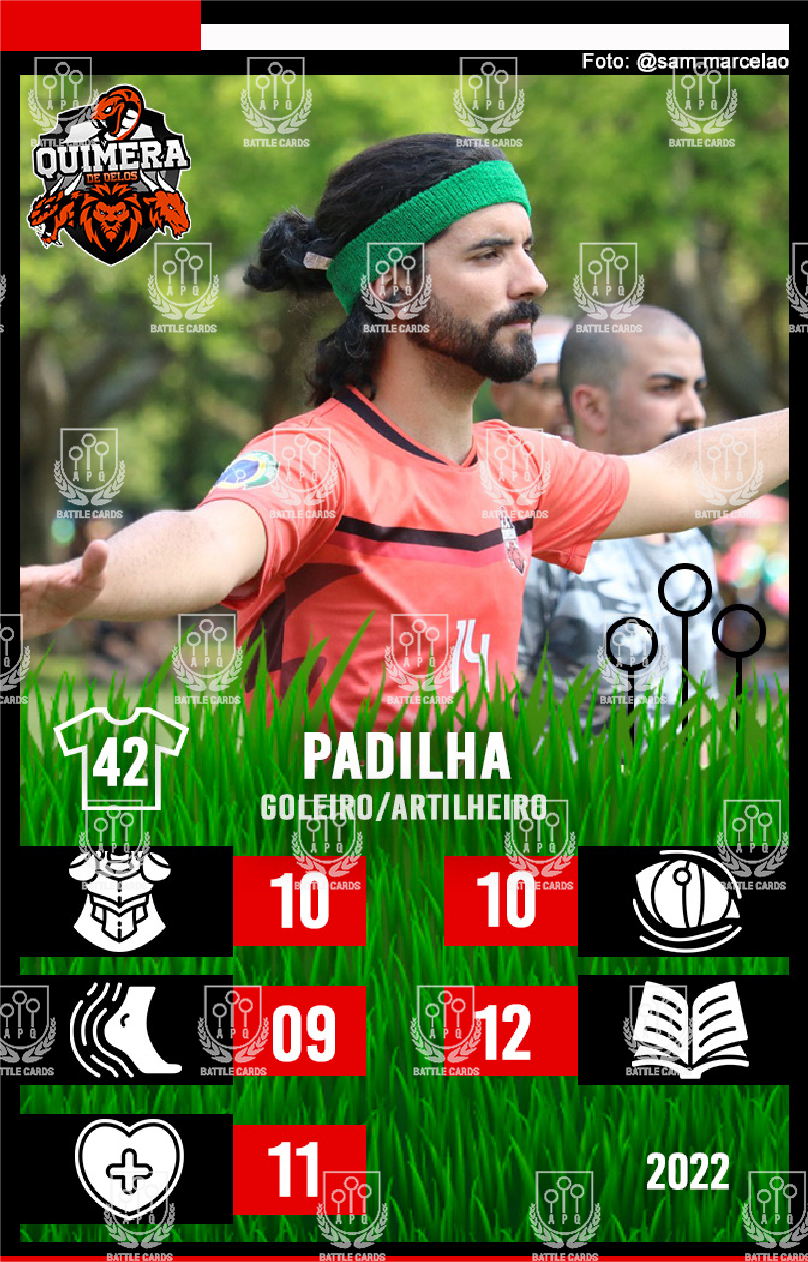 Foto: @sam.marcelao
QUIMERA
DE DELOS
14
42
PADILHA
GOLEIRO/ARTILHEIRO
10
10
09
12
11
2022
APQ
BATTLE CARDS